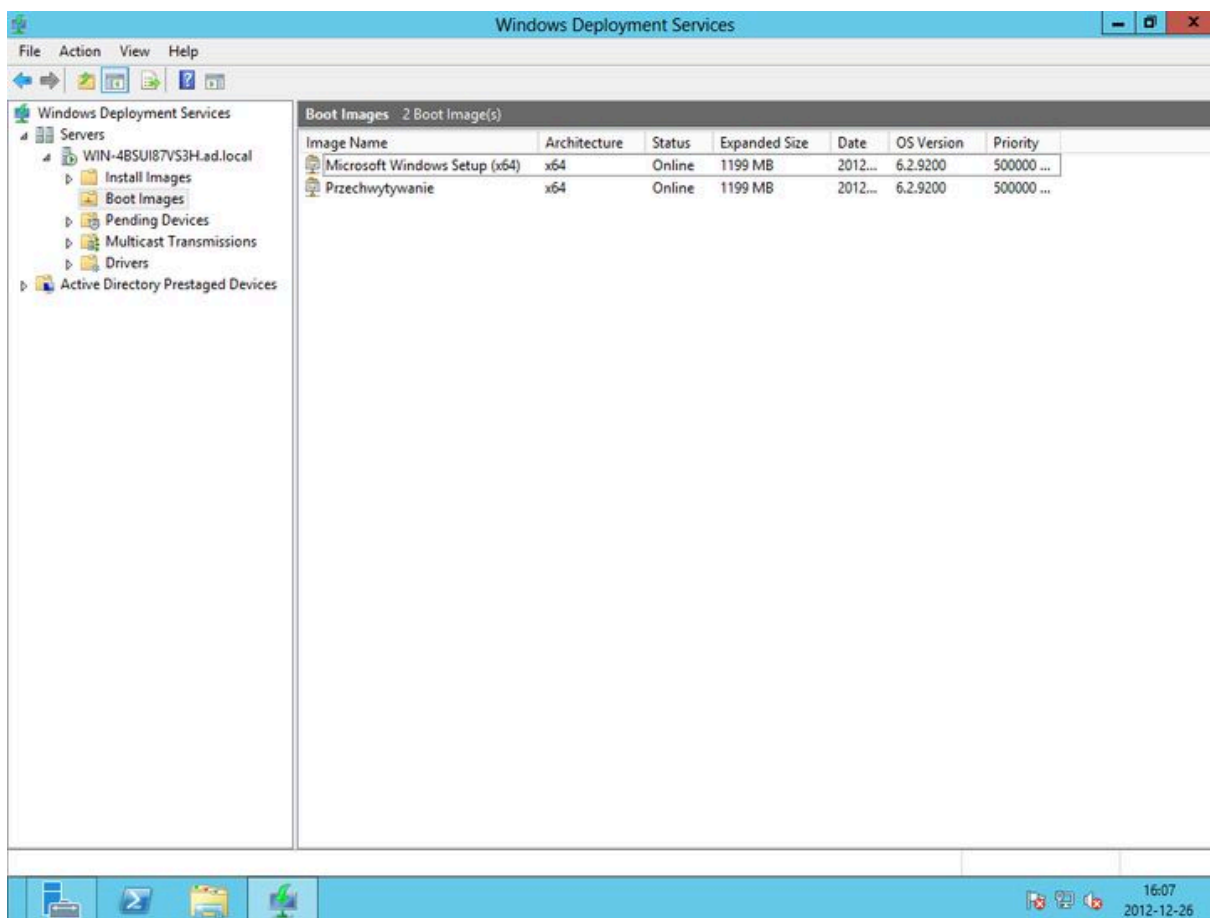 Windows Deployment Services
File Action View Help
Windows Deployment Services
Servers
WIN-4BSUI87VS3H.ad.local
Install Images
Boot Images
Pending Devices
Multicast Transmissions
Drivers
Active Directory Prestaged Devices
Boot Images 2 Boot Image(s)
Image Name Architecture Status Expanded Size Date OS Version Priority
Microsoft Windows Setup (x64) x64 Online 1199 MB 2012... 6.2.9200 500000 ...
Przechwytywanie x64 Online 1199 MB 2012... 6.2.9200 500000 ...
16:07
2012-12-26